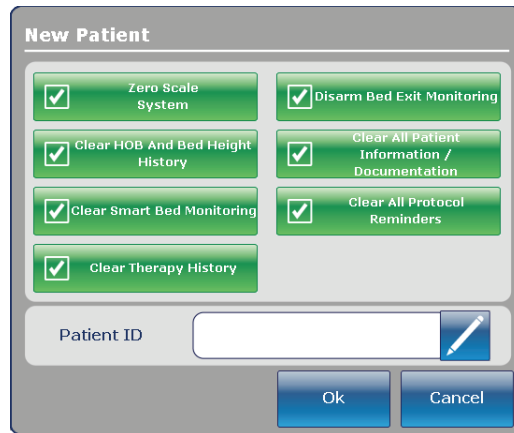 New Patient
Zero Scale
System
Disarm Bed Exit Monitoring
Clear HOB And Bed Height
History
Clear All Patient
Information /
Documentation
Clear Smart Bed Monitoring
Clear All Protocol
Reminders
Clear Therapy History
Patient ID
Ok
Cancel